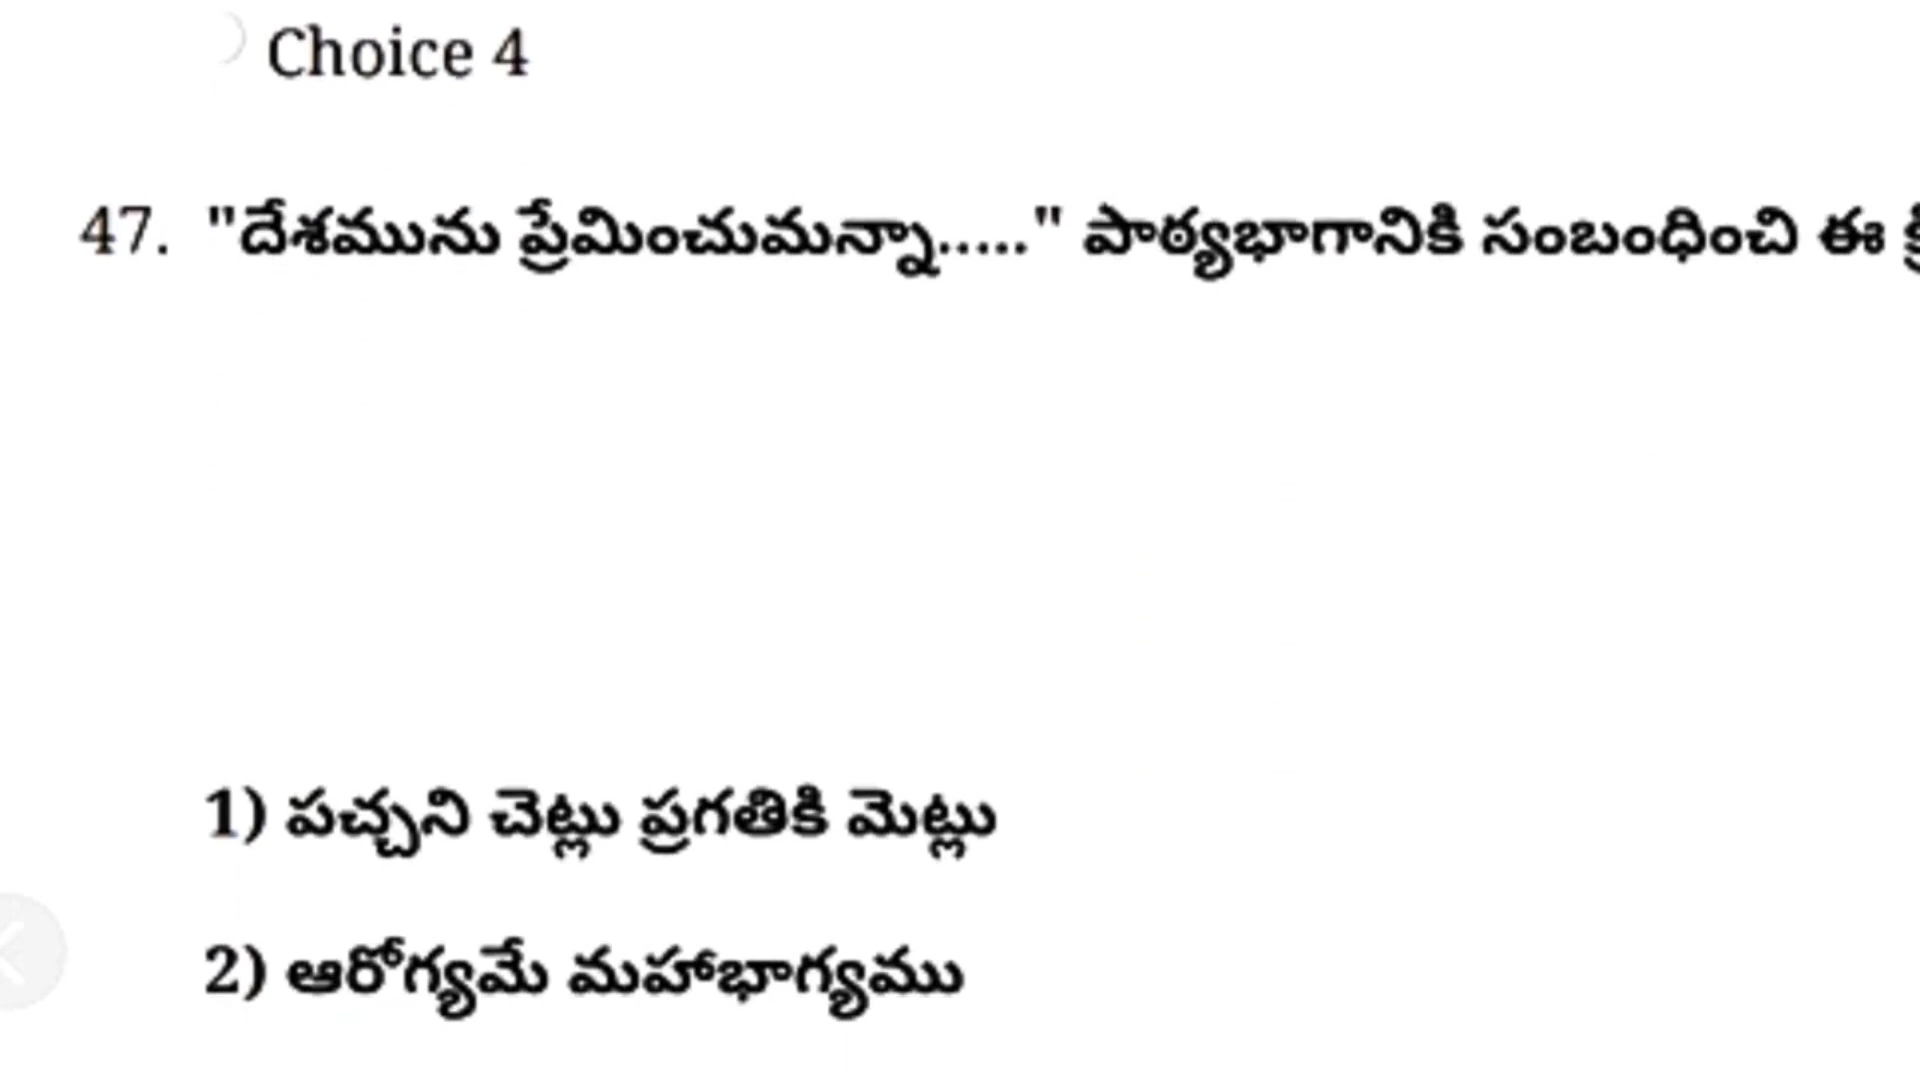 Choice 4
47. "దేశమును ప్రేమించుమన్నా....." పాఠ్యభాగానికి సంబంధించి ఈ
1) పచ్చని చెట్లు ప్రగతికి మెట్లు
2) ఆరోగ్యమే మహాభాగ్యము